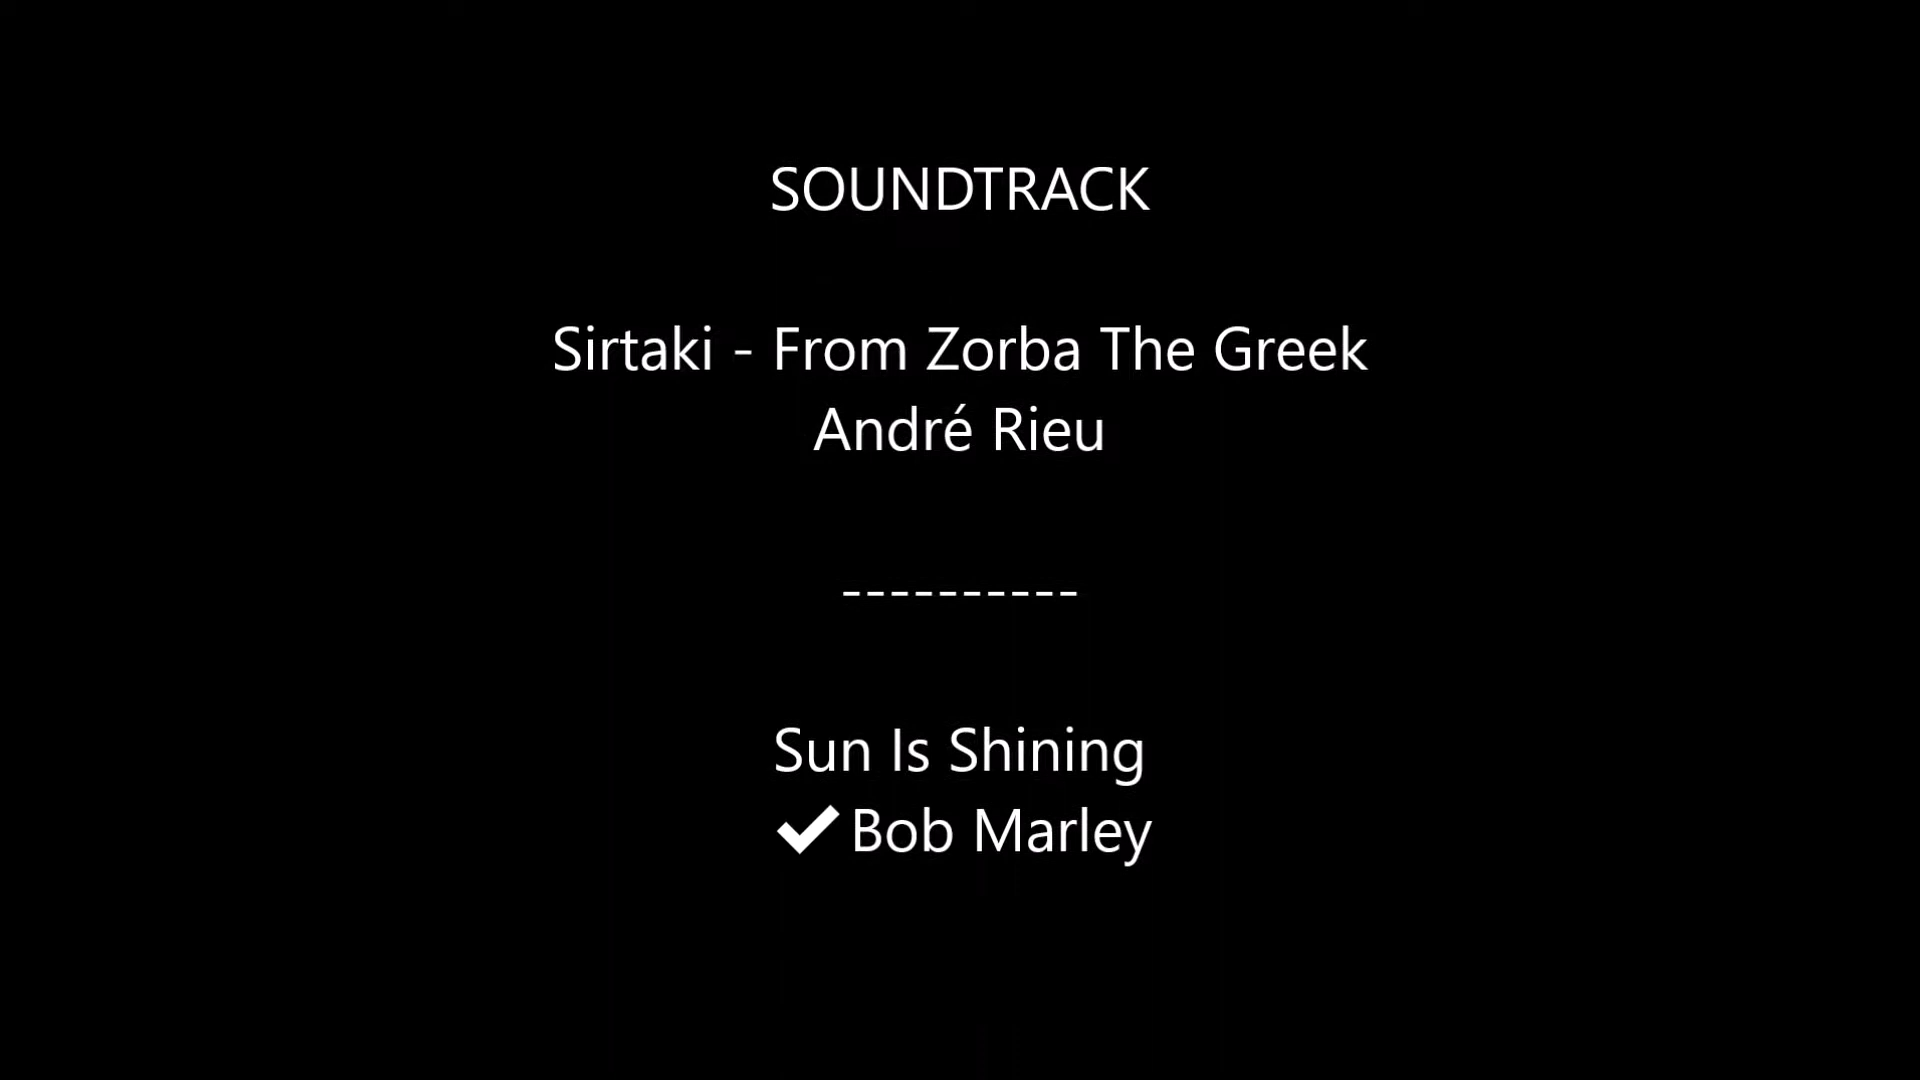 SOUNDTRACK
Sirtaki - From Zorba The Greek
André Rieu
----------
Sun Is Shining
✔Bob Marley